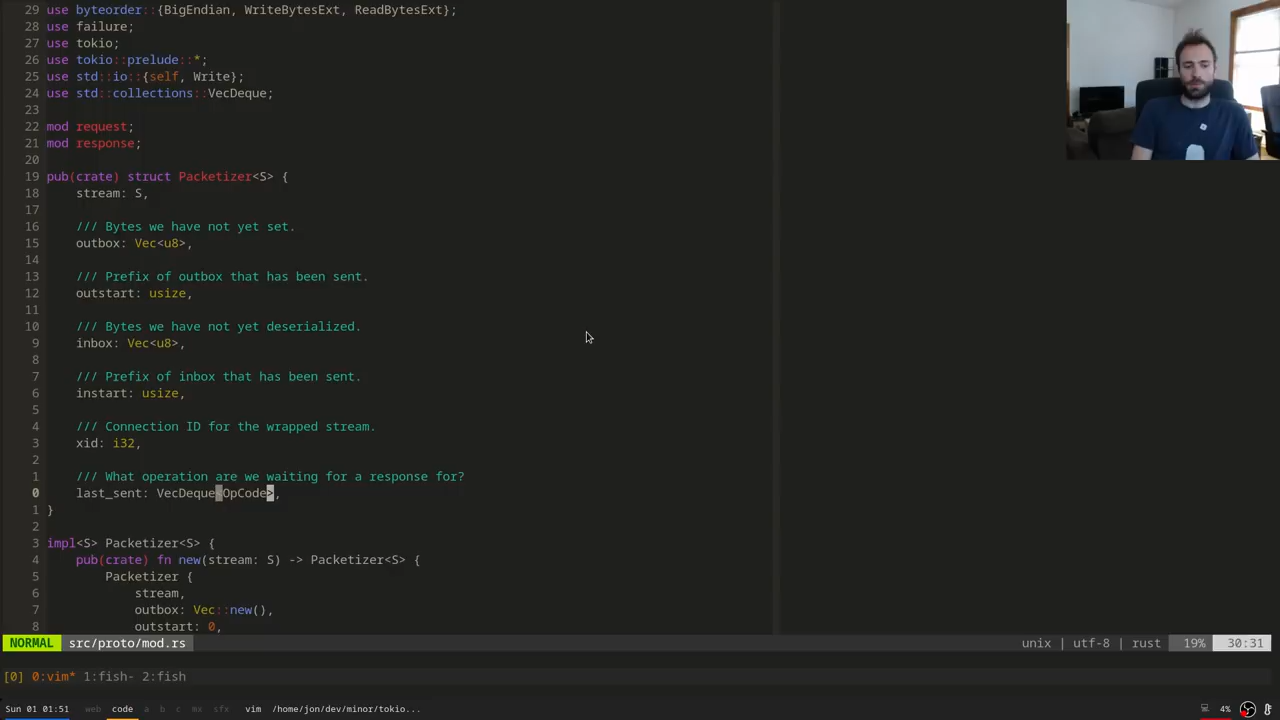 29 use byteorder::{BigEndian, WriteBytesExt, ReadBytesExt};
28 use failure;
27 use tokio;
26 use tokio::prelude::*;
25 use std::io::{self, Write};
24 use std::collections::VecDeque;
23
22 mod request;
21 mod response;
20
19 pub(crate) struct Packetizer<S> {
18     stream: S,
17
16     /// Bytes we have not yet set.
15     outbox: Vec<u8>,
14
13     /// Prefix of outbox that has been sent.
12     outstart: usize,
11
10     /// Bytes we have not yet deserialized.
9     inbox: Vec<u8>,
8
7     /// Prefix of inbox that has been sent.
6     instart: usize,
5
4     /// Connection ID for the wrapped stream.
3     xid: i32,
2
1     /// What operation are we waiting for a response for?
0     last_sent: VecDeque<OpCode>,
1 }
2
3 impl<S> Packetizer<S> {
4     pub(crate) fn new(stream: S) -> Packetizer<S> {
5         Packetizer {
6             stream,
7             outbox: Vec::new(),
8             outstart: 0,
NORMAL src/proto/mod.rs unix | utf-8 | rust 19% 30:31
[0] 0:vim* 1:fish- 2:fish
Sun 01 01:51 web code a b c mx sfx vim /home/jon/dev/minor/tokio... 4%